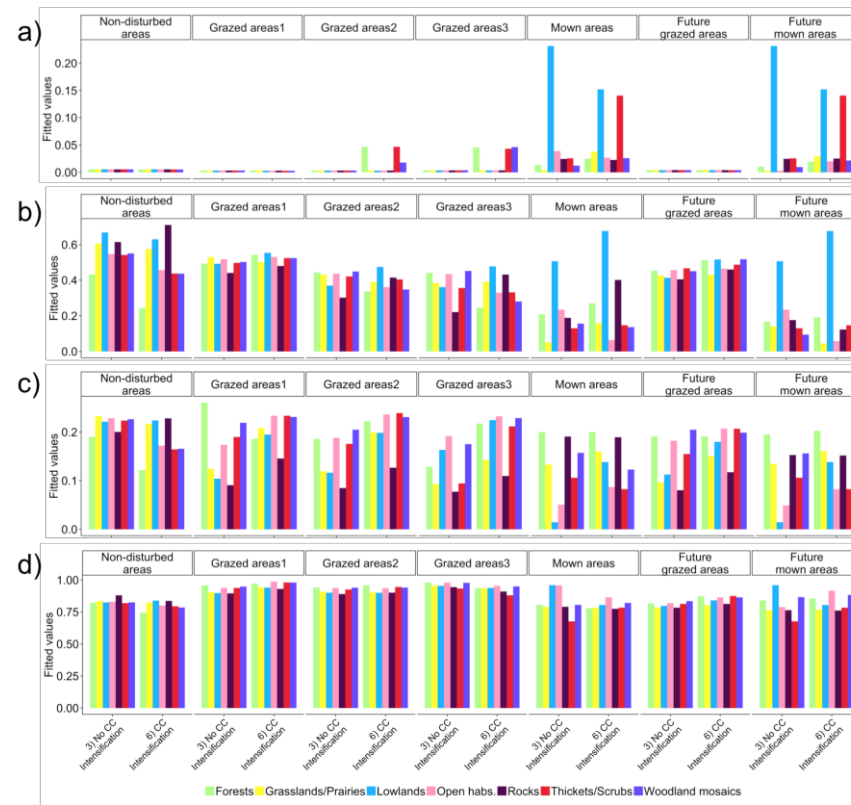 a)
Non-disturbed
areas
Grazed areas1
Grazed areas2
Grazed areas3
Mown areas
Future
grazed areas
Future
mown areas
Fitted values
0.20
0.15
0.10
0.05
0.00
b)
Non-disturbed
areas
Grazed areas1
Grazed areas2
Grazed areas3
Mown areas
Future
grazed areas
Future
mown areas
Fitted values
0.6
0.4
0.2
0.0
c)
Non-disturbed
areas
Grazed areas1
Grazed areas2
Grazed areas3
Mown areas
Future
grazed areas
Future
mown areas
Fitted values
0.2
0.1
0.0
d)
Non-disturbed
areas
Grazed areas1
Grazed areas2
Grazed areas3
Mown areas
Future
grazed areas
Future
mown areas
Fitted values
1.00
0.75
0.50
0.25
0.00
3) No CC
Intensification
6) CC
Intensification
3) No CC
Intensification
6) CC
Intensification
3) No CC
Intensification
6) CC
Intensification
3) No CC
Intensification
6) CC
Intensification
3) No CC
Intensification
6) CC
Intensification
3) No CC
Intensification
6) CC
Intensification
3) No CC
Intensification
6) CC
Intensification
Forests Grasslands/Prairies Lowlands Open habs. Rocks Thickets/Scrubs Woodland mosaics